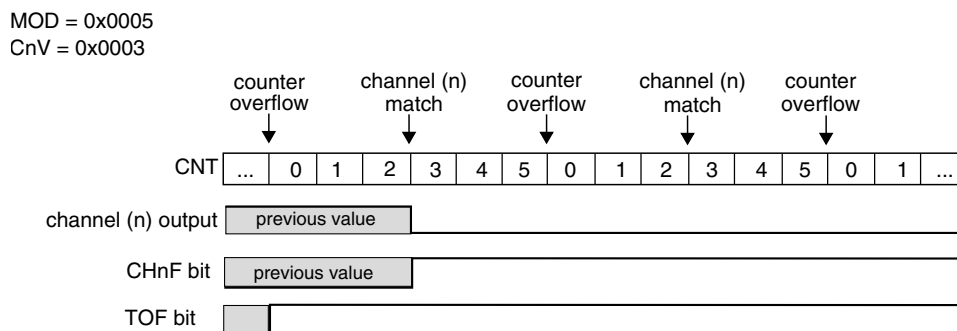 MOD = 0x0005
CnV = 0x0003
counter overflow
channel (n) match
counter overflow
channel (n) match
counter overflow
CNT ... 0 1 2 3 4 5 0 1 2 3 4 5 0 1 ...
channel (n) output previous value
CHnF bit previous value
TOF bit